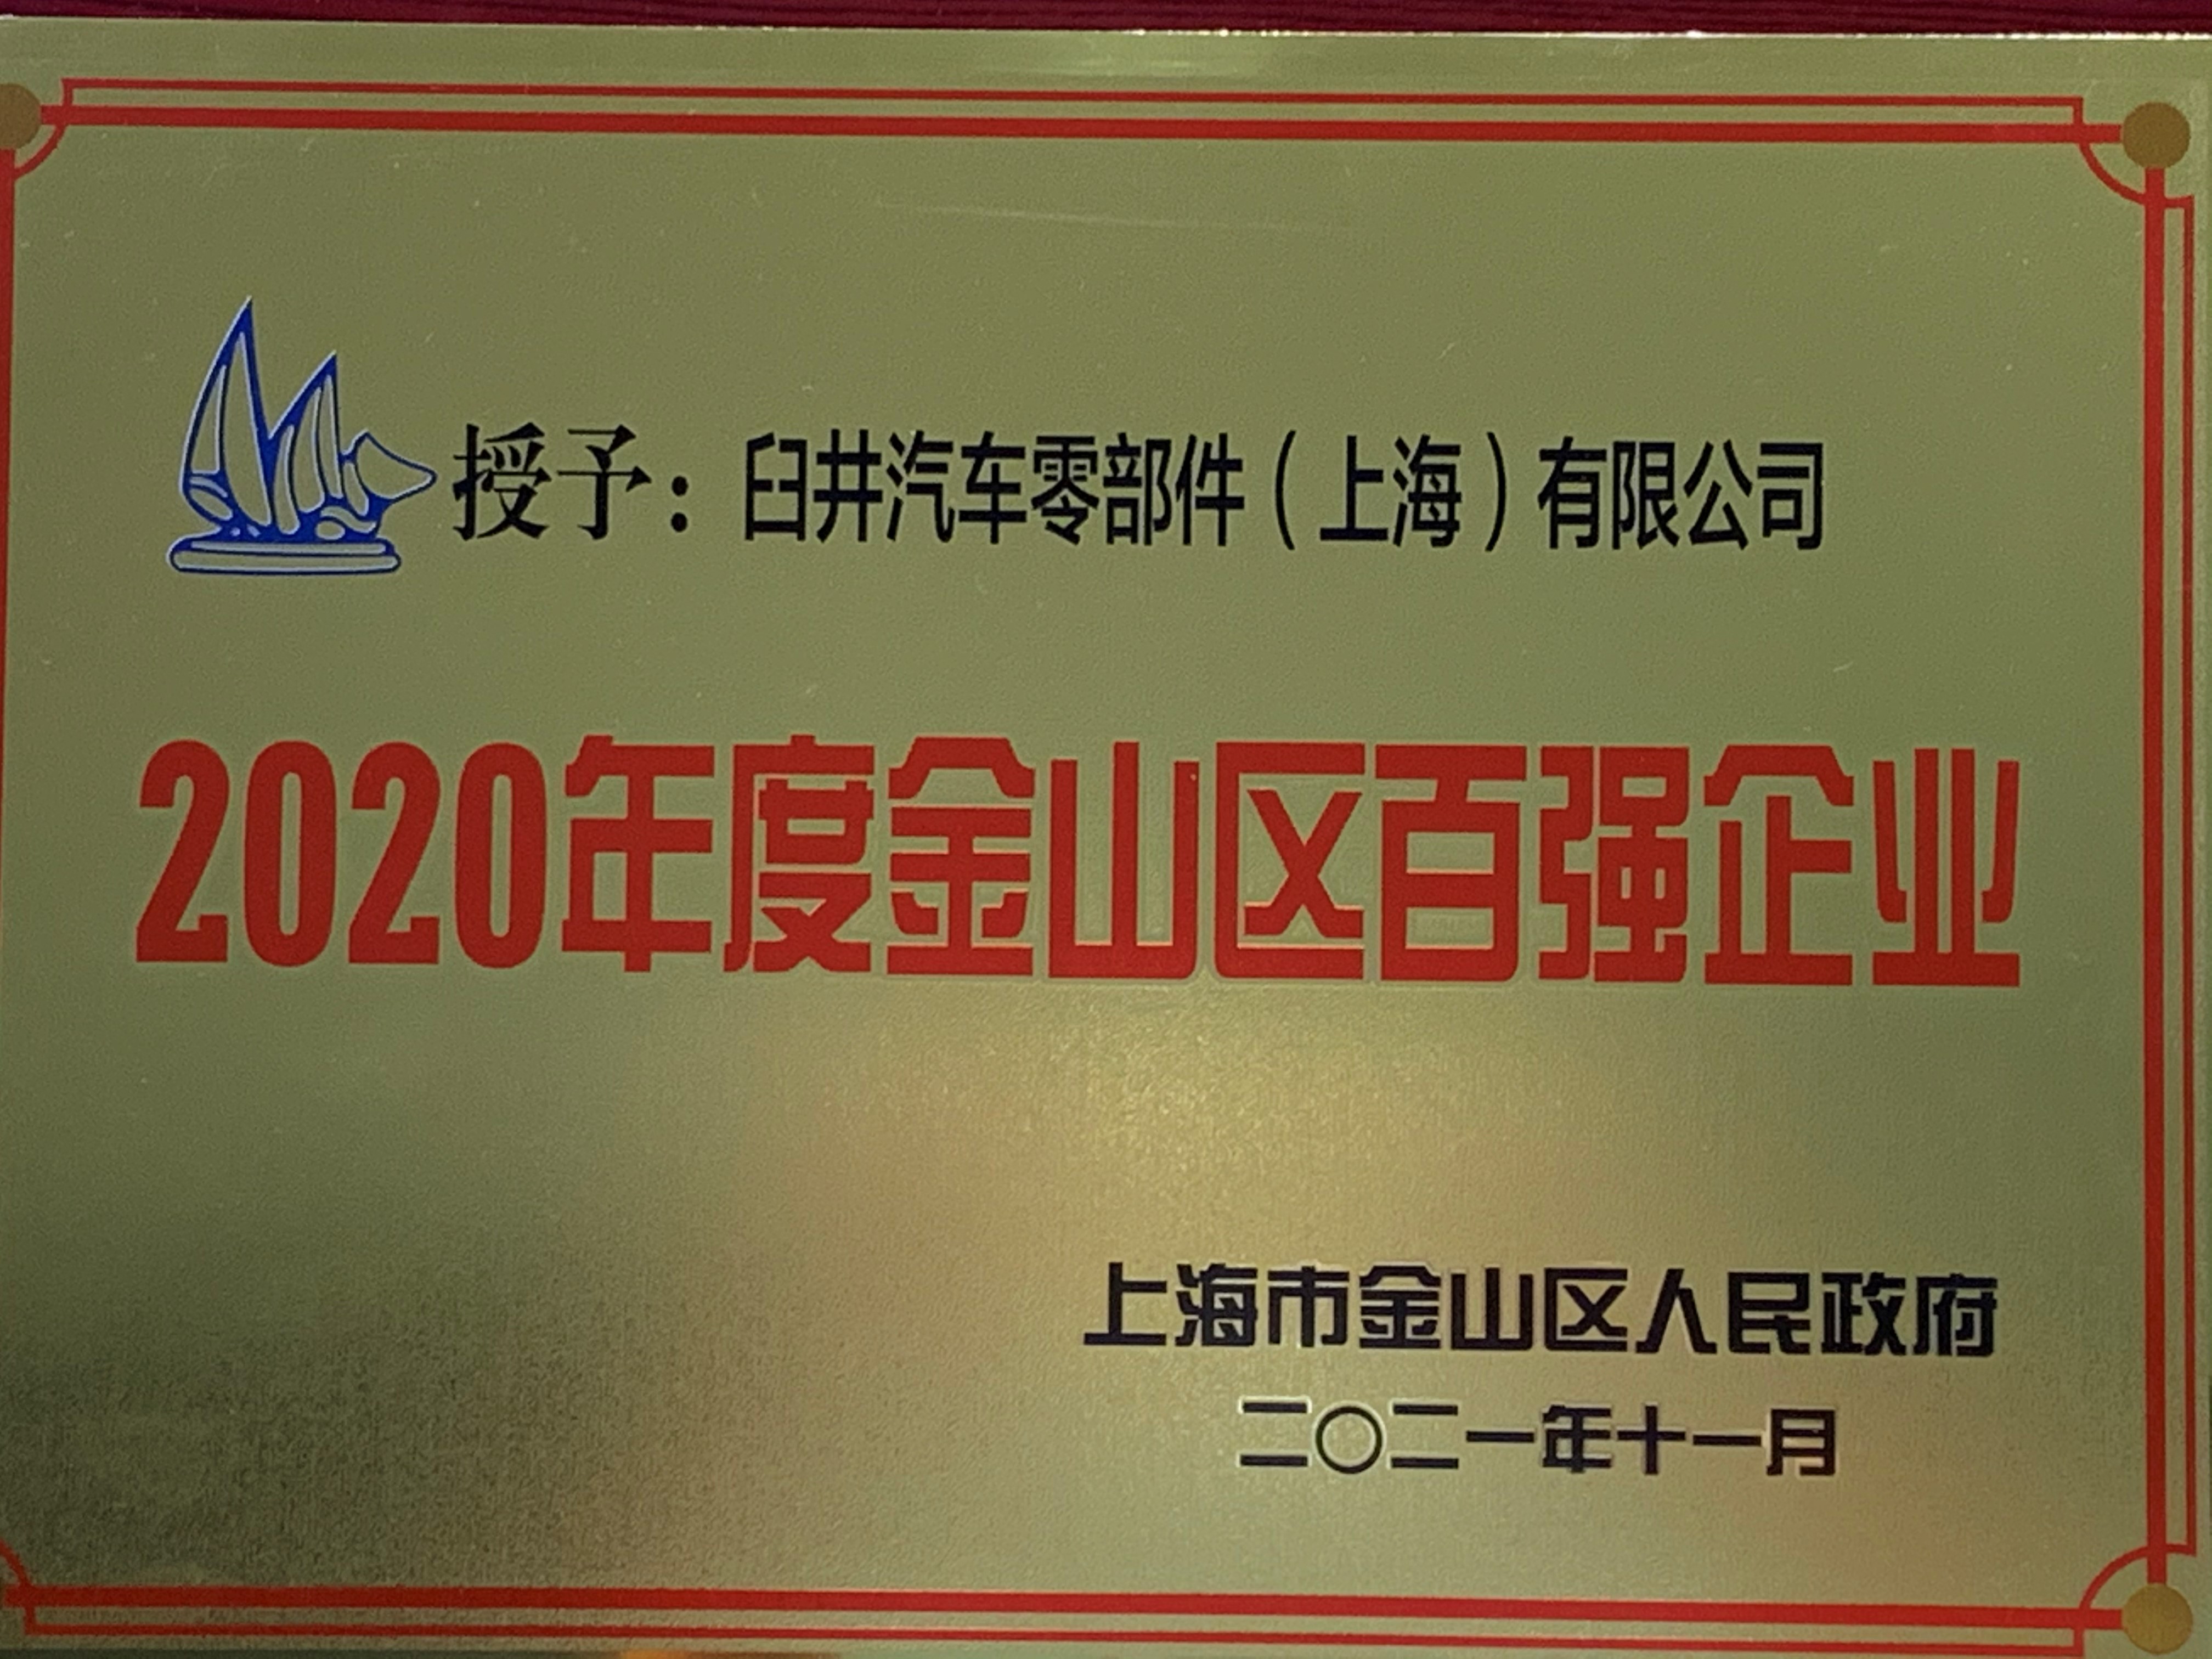 授予：臼井汽车零部件（上海）有限公司
2020年度金山区百强企业
上海市金山区人民政府
二〇二一年十一月